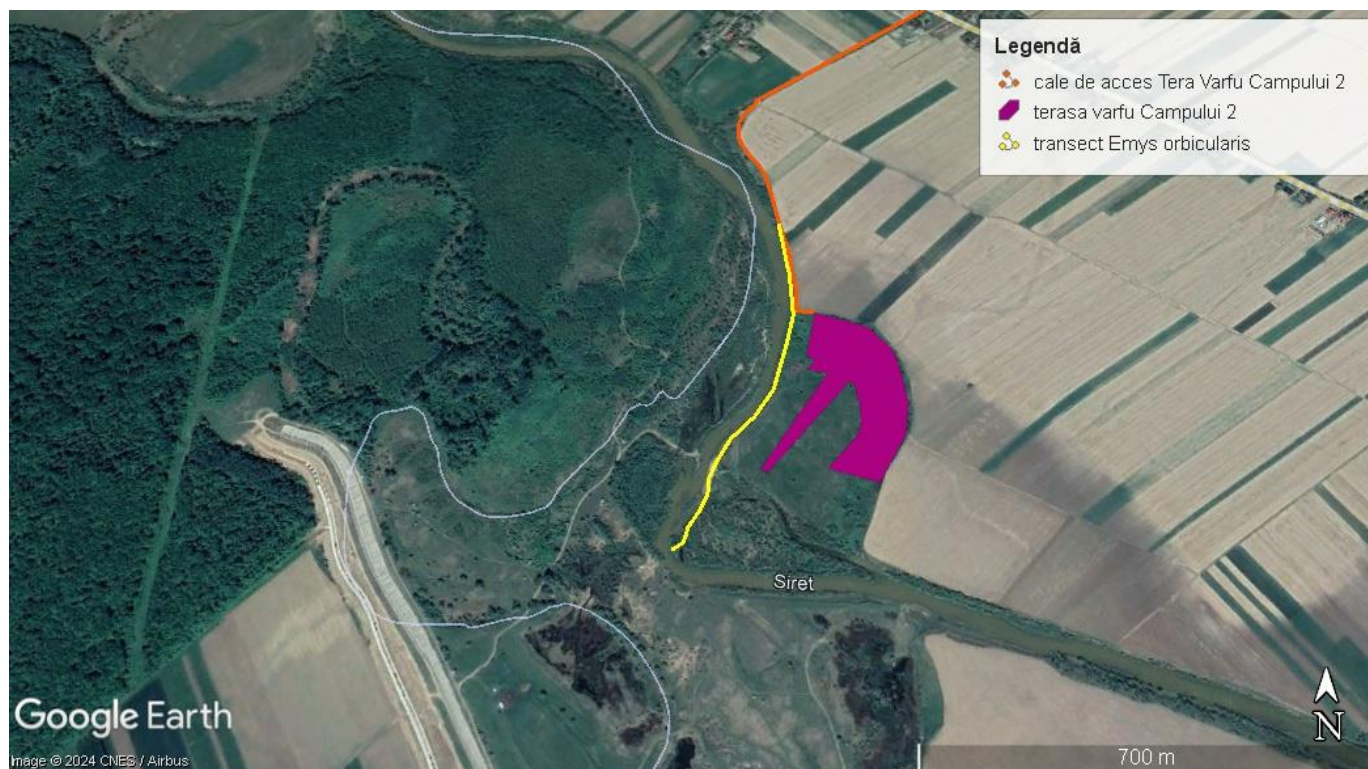 Legendă
cale de acces Tera Varfu Campului 2
terasa varfu Campului 2
transect Emys orbicularis
Siret
Google Earth
Image © 2024 CNES / Airbus
700 m
N